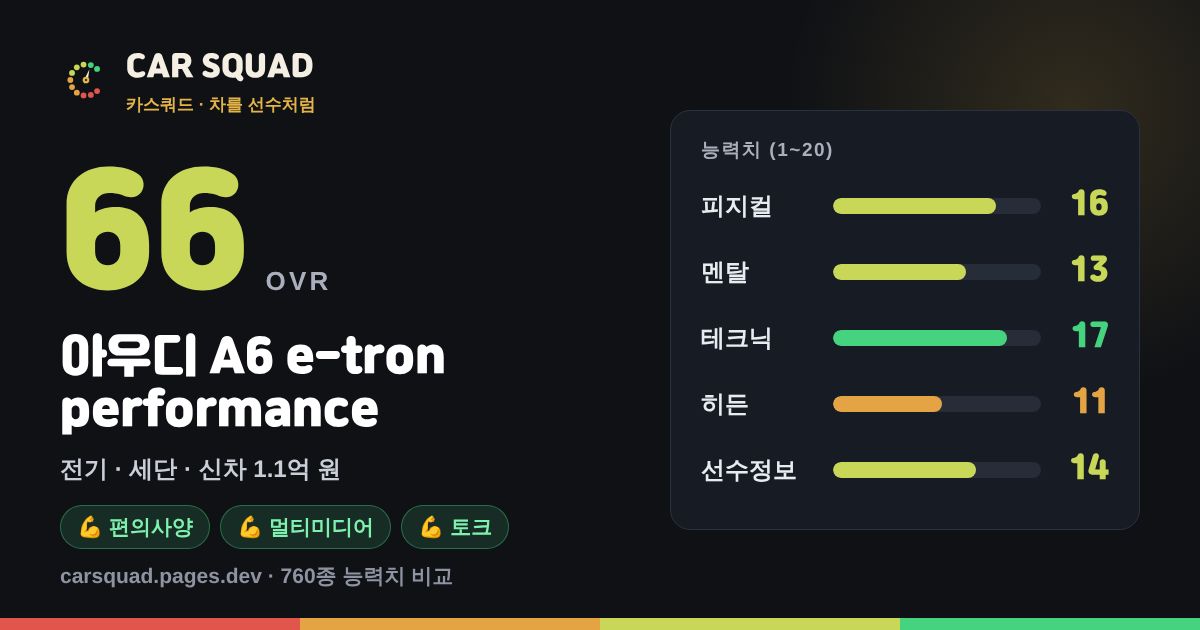 CAR SQUAD
카스쿼드 · 차를 선수처럼
66 OVR
아우디 A6 e-tron
performance
전기 · 세단 · 신차 1.1억 원
💪 편의사양 💪 멀티미디어 💪 토크
carsquad.pages.dev · 760종 능력치 비교
능력치 (1~20)
피지컬 16
멘탈 13
테크닉 17
히든 11
선수정보 14